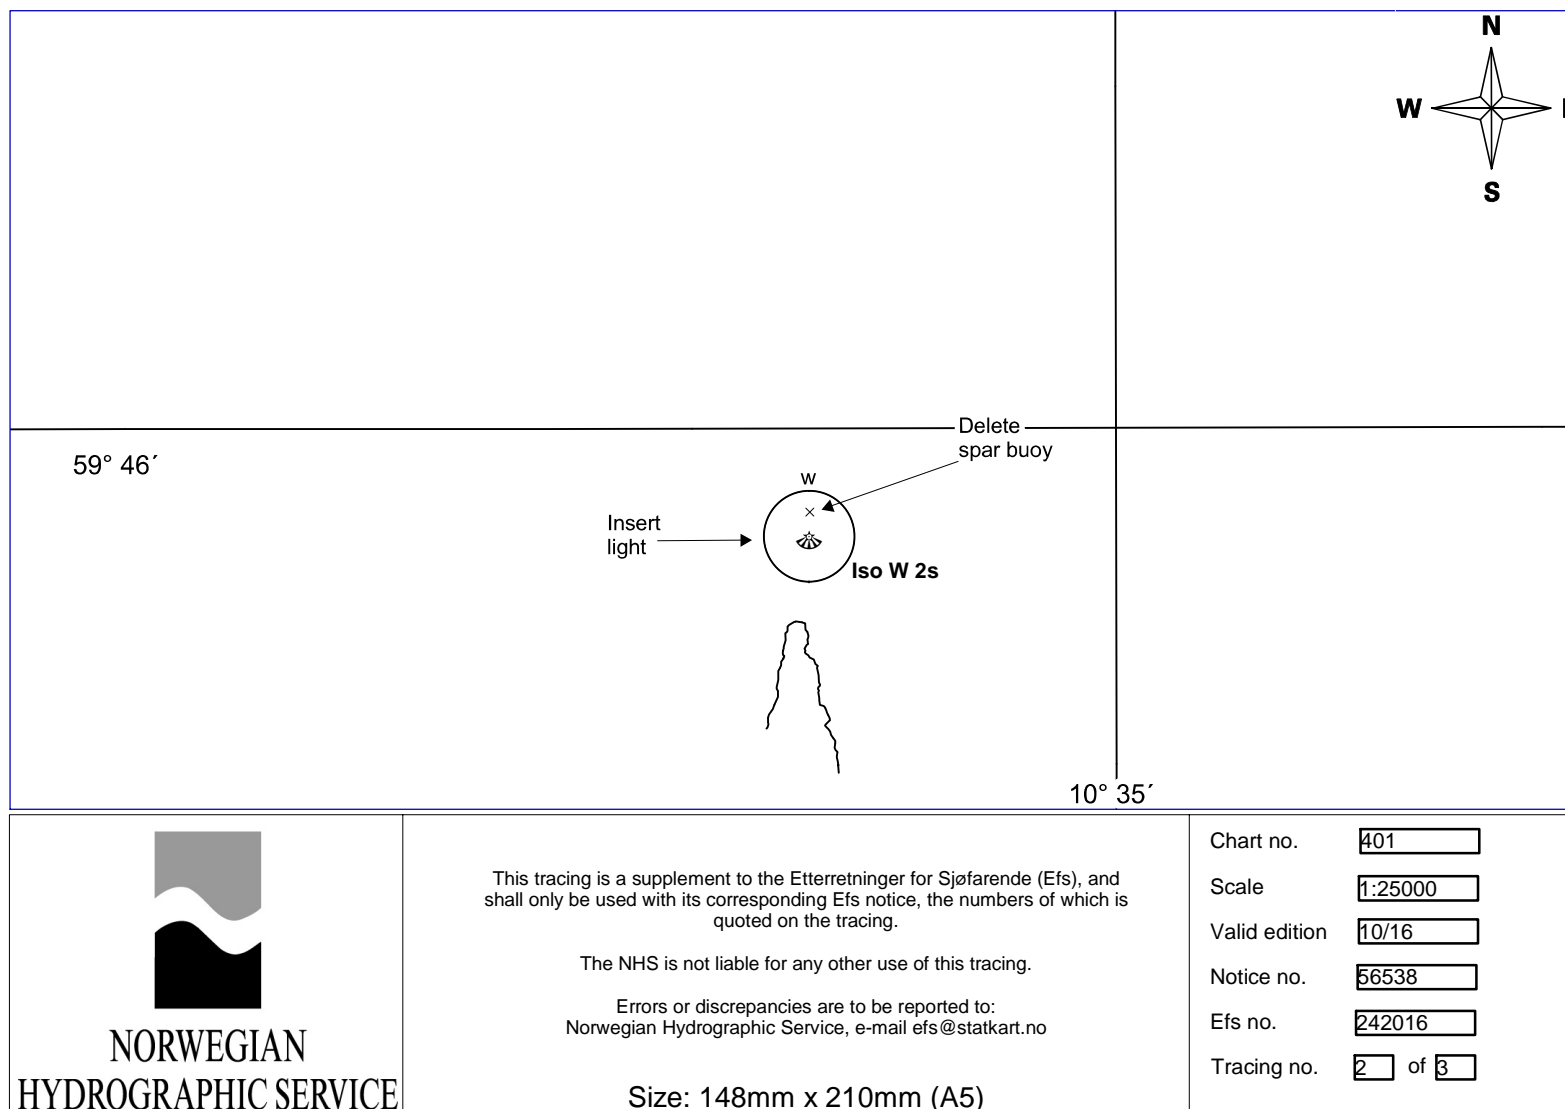 N
W
S
Delete
spar buoy
59° 46´
W
Insert
light
Iso W 2s
10° 35´
This tracing is a supplement to the Etterretninger for Sjøfarende (Efs), and
shall only be used with its corresponding Efs notice, the numbers of which is
quoted on the tracing.
The NHS is not liable for any other use of this tracing.
Errors or discrepancies are to be reported to:
Norwegian Hydrographic Service, e-mail efs@statkart.no
Size: 148mm x 210mm (A5)
NORWEGIAN
HYDROGRAPHIC SERVICE
Chart no. 401
Scale 1:25000
Valid edition 10/16
Notice no. 56538
Efs no. 242016
Tracing no. 2 of 3